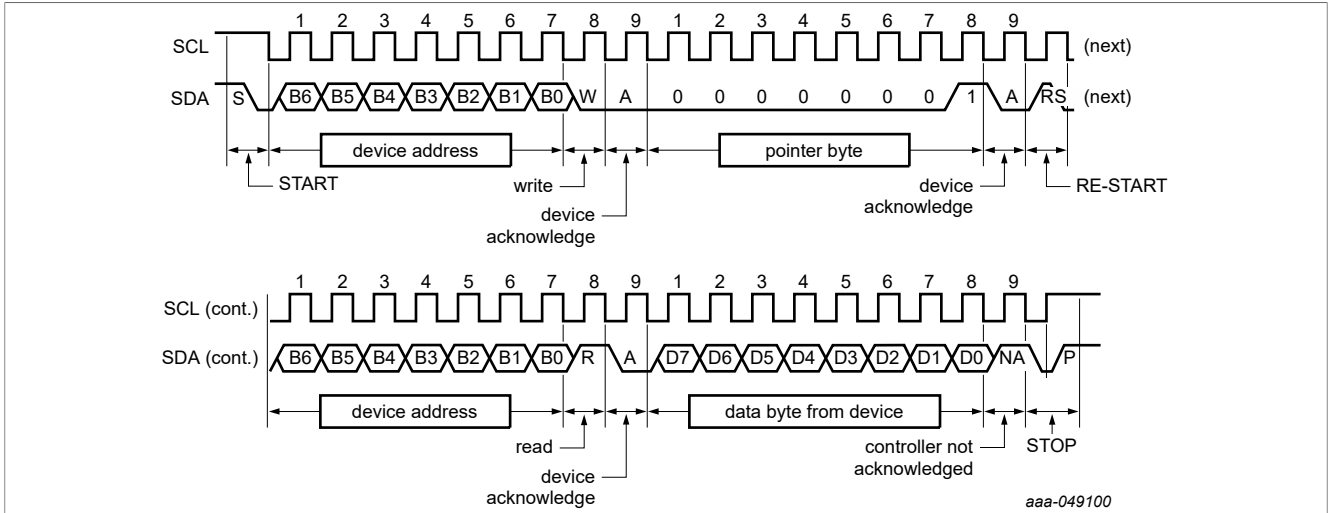 1 2 3 4 5 6 7 8 9 1 2 3 4 5 6 7 8 9
SCL (next)
SDA S B6 B5 B4 B3 B2 B1 B0 W A 0 0 0 0 0 0 0 1 A RS (next)
device address pointer byte
START write device RE-START
acknowledge
device
acknowledge
1 2 3 4 5 6 7 8 9 1 2 3 4 5 6 7 8 9
SCL (cont.)
SDA (cont.) B6 B5 B4 B3 B2 B1 B0 R A D7 D6 D5 D4 D3 D2 D1 D0 NA P
device address data byte from device
read controller not STOP
acknowledged
device
acknowledge
aaa-049100